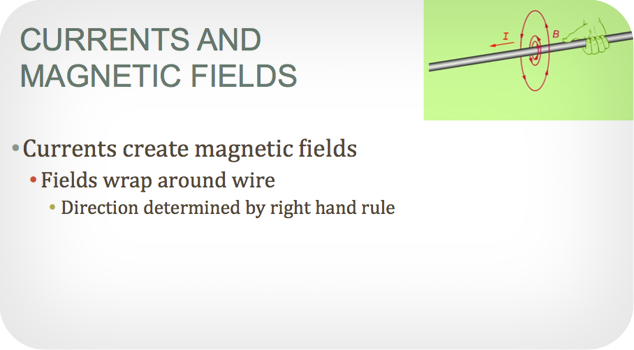 CURRENTS AND
MAGNETIC FIELDS
I
B
•Currents create magnetic fields
•Fields wrap around wire
•Direction determined by right hand rule